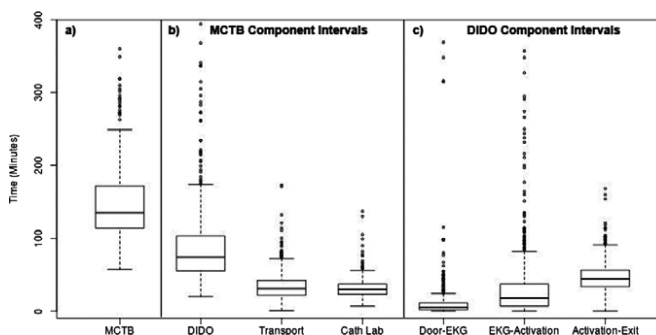 a)
b)
MCTB Component Intervals
c)
DIDO Component Intervals
Time (Minutes)
400
300
200
100
0
MCTB
DIDO
Transport
Cath Lab
Door-EKG
EKG-Activation
Activation-Exit